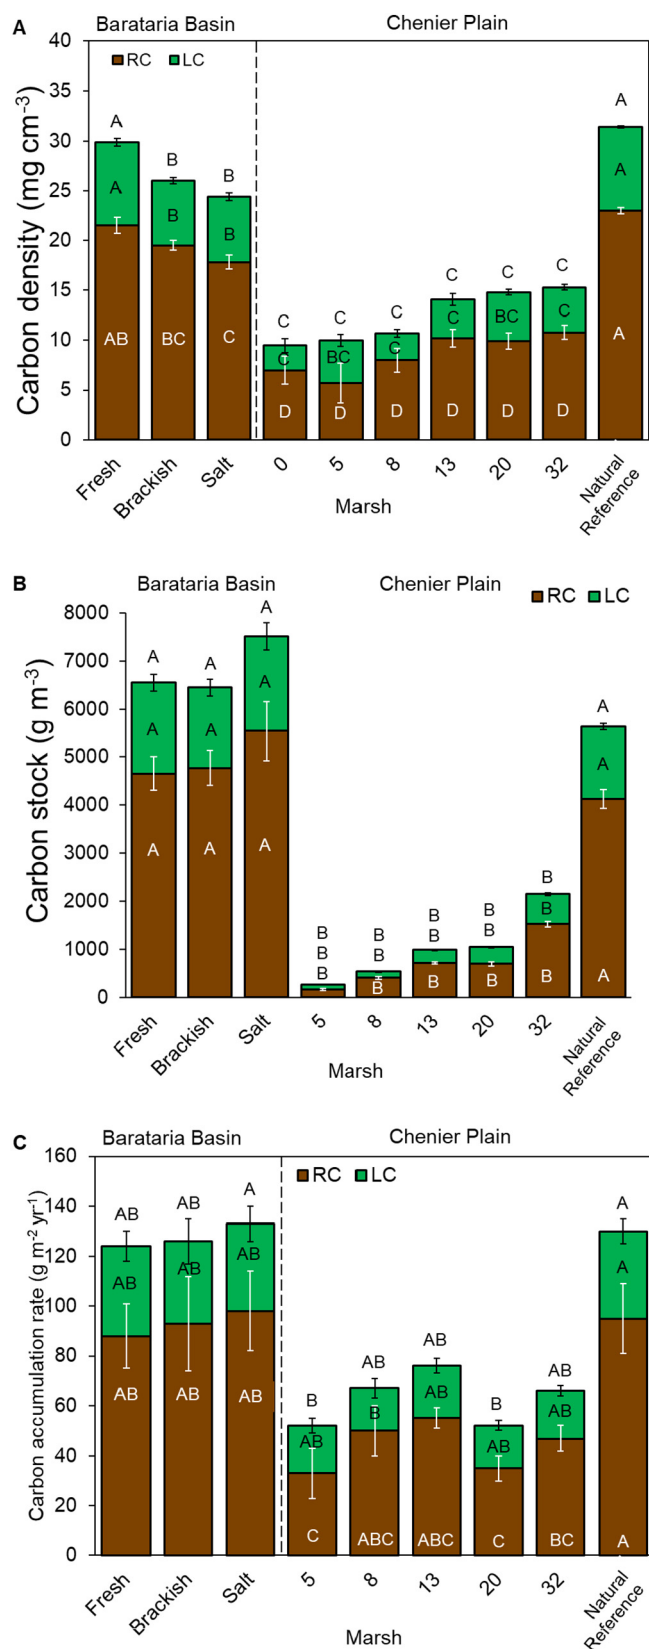 A
Barataria Basin Chenier Plain
RC LC
Carbon density (mg cm-3)
40
35
30
25
20
15
10
5
0
A B B C C C C C C A
A B B C BC C C BC C A
AB BC C D D D D D D A
Fresh Brackish Salt 0 5 8 13 20 32 Natural Reference
Marsh
B
Barataria Basin Chenier Plain
RC LC
Carbon stock (g m-3)
8000
7000
6000
5000
4000
3000
2000
1000
0
A A A B B B B B A
A A A B B B B B A
A A A B B B B B A
Fresh Brackish Salt 5 8 13 20 32 Natural Reference
Marsh
C
Barataria Basin Chenier Plain
RC LC
Carbon accumulation rate (g m-2 yr-1)
160
140
120
100
80
60
40
20
0
AB AB A B AB AB B AB A
AB AB AB AB B AB AB AB A
AB AB AB C ABC ABC C BC A
Fresh Brackish Salt 5 8 13 20 32 Natural Reference
Marsh